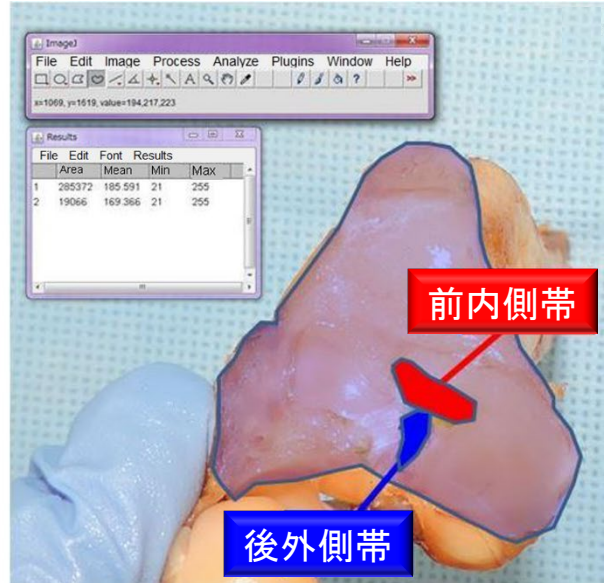 ImageJ
File Edit Image Process Analyze Plugins Window Help
A ? >>
x=1069, y=1619, value=194,217,223
Results
File Edit Font Results
Area Mean Min Max
1 285372 185.591 21 255
2 19066 169.366 21 255
前内側帯
後外側帯